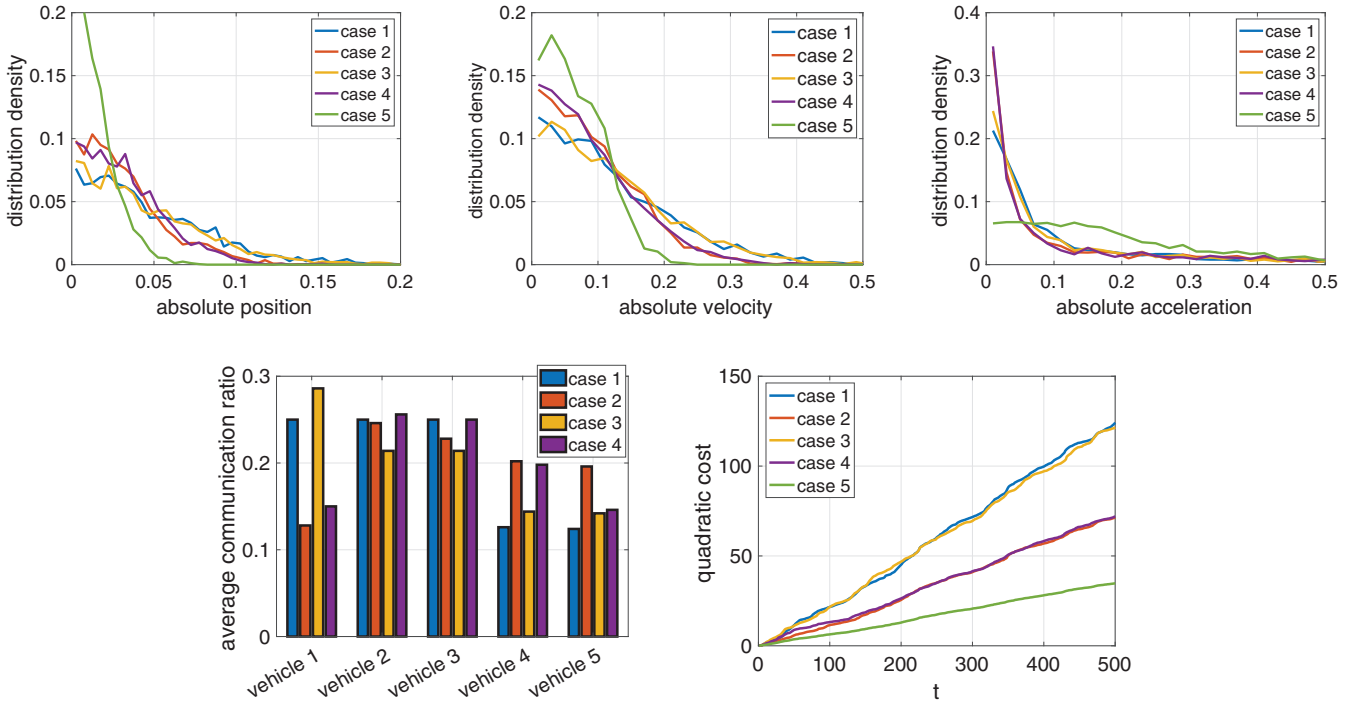 distribution density
0.2
0.15
0.1
0.05
0
0
0.05
0.1
0.15
0.2
absolute position
case 1
case 2
case 3
case 4
case 5
distribution density
0.2
0.15
0.1
0.05
0
0
0.1
0.2
0.3
0.4
0.5
absolute velocity
case 1
case 2
case 3
case 4
case 5
distribution density
0.4
0.3
0.2
0.1
0
0
0.1
0.2
0.3
0.4
0.5
absolute acceleration
case 1
case 2
case 3
case 4
case 5
average communication ratio
0.3
0.2
0.1
0
vehicle 1
vehicle 2
vehicle 3
vehicle 4
vehicle 5
case 1
case 2
case 3
case 4
quadratic cost
150
100
50
0
0
100
200
300
400
500
t
case 1
case 2
case 3
case 4
case 5